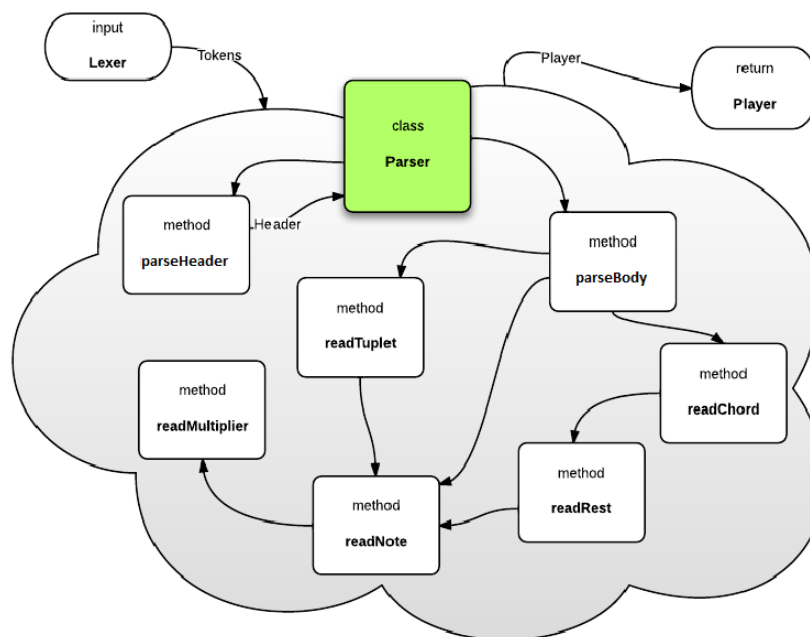 input
Lexer
Tokens
Player
return
Player
class
Parser
method
parseHeader
Header
method
parseBody
method
readTuplet
method
readChord
method
readMultiplier
method
readRest
method
readNote